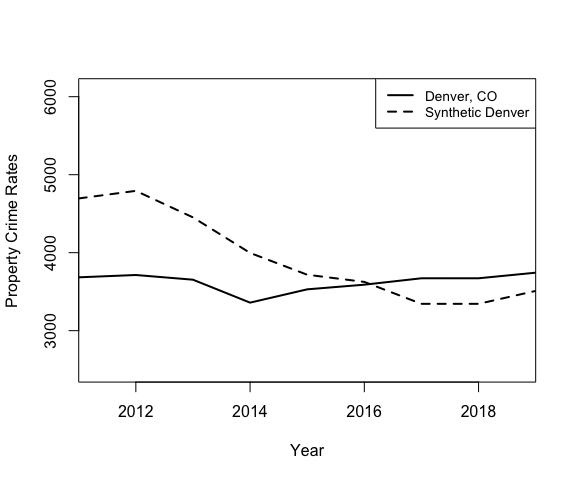 Denver, CO
Synthetic Denver
Property Crime Rates
6000
5000
4000
3000
2012 2014 2016 2018
Year